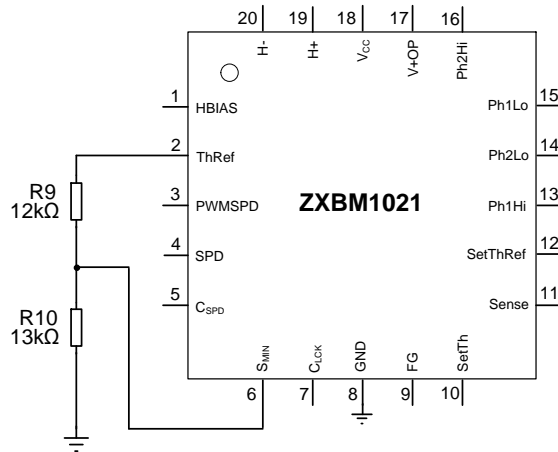 20 19 18 17 16
H- H+ VCC V+OP Ph2Hi
1 HBIAS Ph1Lo 15
2 ThRef Ph2Lo 14
R9
12kΩ
3 PWMSPD ZXBM1021 Ph1Hi 13
4 SPD SetThRef 12
5 CSPD Sense 11
R10
13kΩ
SMIN CLCK GND FG SetTh
6 7 8 9 10